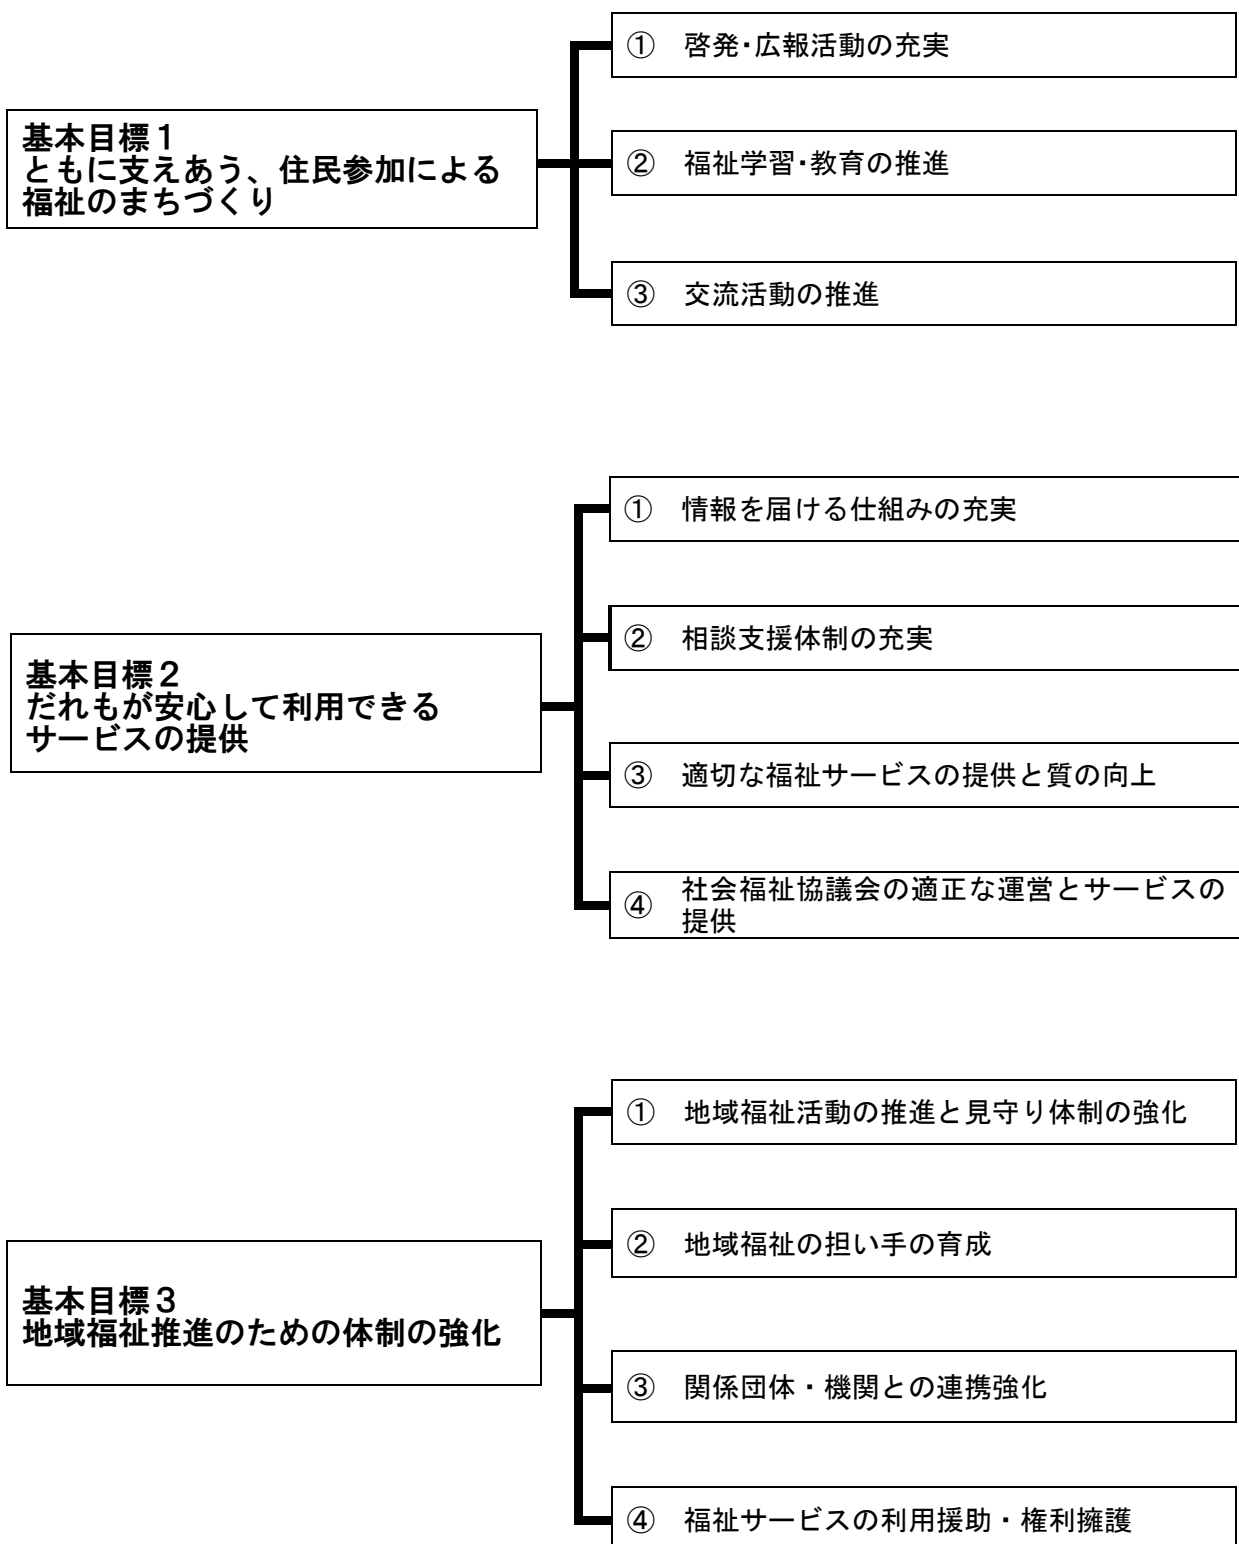 基本目標１
ともに支えあう、住民参加による
福祉のまちづくり
①　啓発･広報活動の充実
②　福祉学習･教育の推進
③　交流活動の推進
基本目標２
だれもが安心して利用できる
サービスの提供
①　情報を届ける仕組みの充実
②　相談支援体制の充実
③　適切な福祉サービスの提供と質の向上
④　社会福祉協議会の適正な運営とサービスの
提供
基本目標３
地域福祉推進のための体制の強化
①　地域福祉活動の推進と見守り体制の強化
②　地域福祉の担い手の育成
③　関係団体・機関との連携強化
④　福祉サービスの利用援助・権利擁護